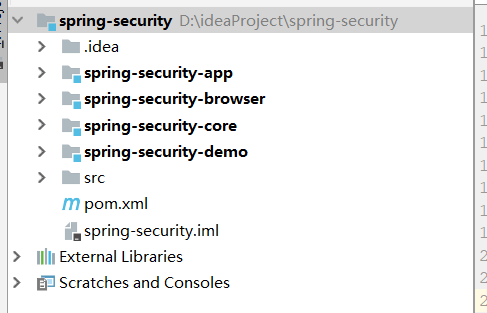 spring-security D:\ideaProject\spring-security
.idea
spring-security-app
spring-security-browser
spring-security-core
spring-security-demo
src
pom.xml
spring-security.iml
External Libraries
Scratches and Consoles